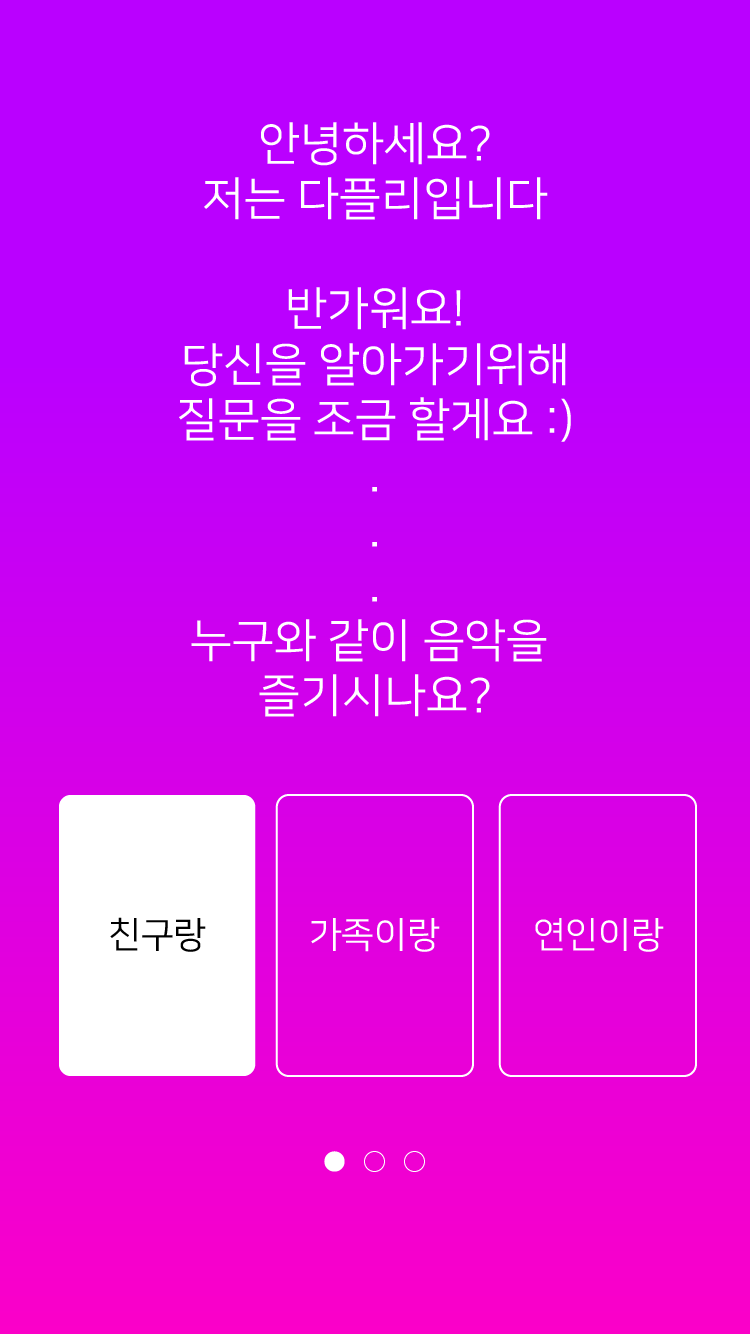 안녕하세요?
저는 다플리입니다
반가워요!
당신을 알아가기위해
질문을 조금 할게요 :)
.
.
.
누구와 같이 음악을
즐기시나요?
친구랑
가족이랑
연인이랑